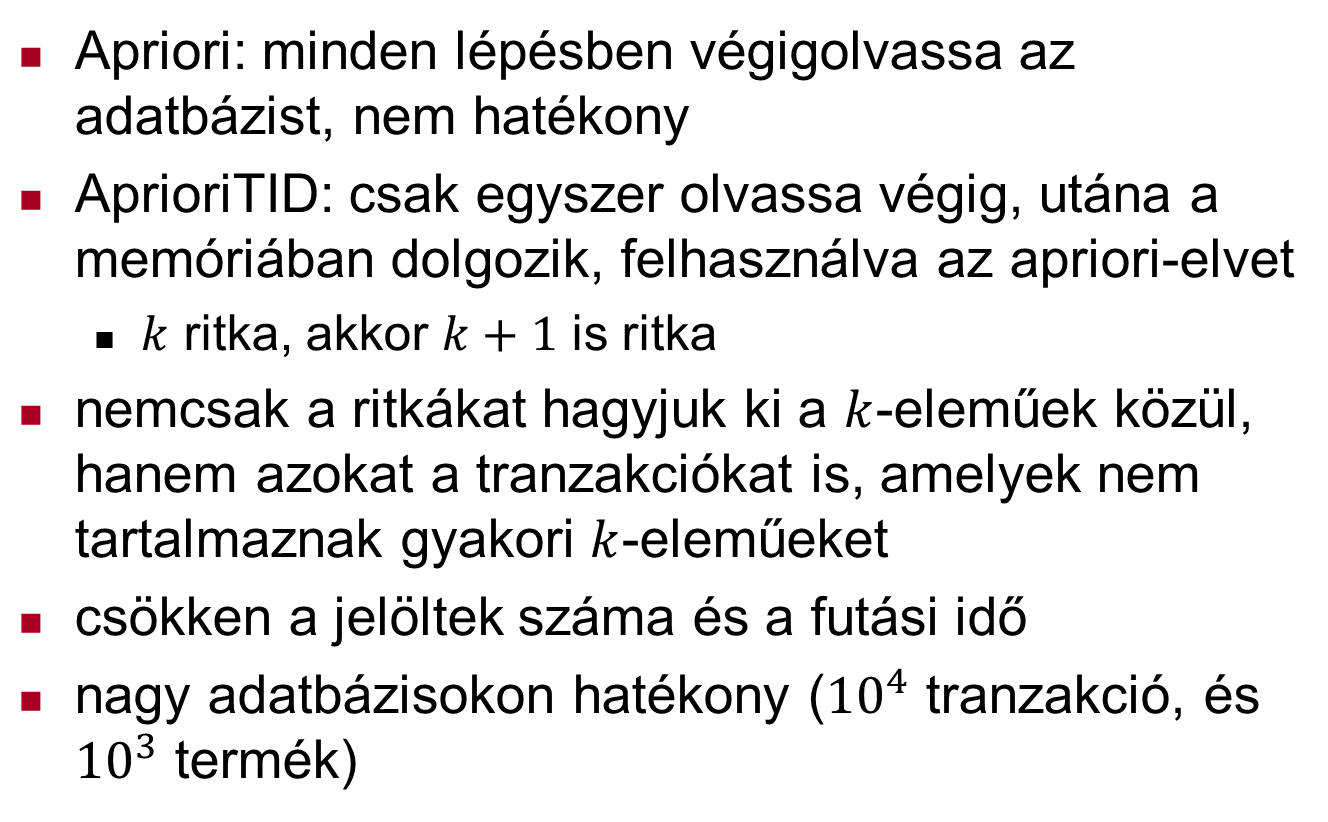 ▪ Apriori: minden lépésben végigolvassa az
adatbázist, nem hatékony
▪ AprioriTID: csak egyszer olvassa végig, utána a
memóriában dolgozik, felhasználva az apriori-elvet
▪ k ritka, akkor k + 1 is ritka
▪ nemcsak a ritkákat hagyjuk ki a k-eleműek közül,
hanem azokat a tranzakciókat is, amelyek nem
tartalmaznak gyakori k-eleműeket
▪ csökken a jelöltek száma és a futási idő
▪ nagy adatbázisokon hatékony (10⁴ tranzakció, és
10³ termék)